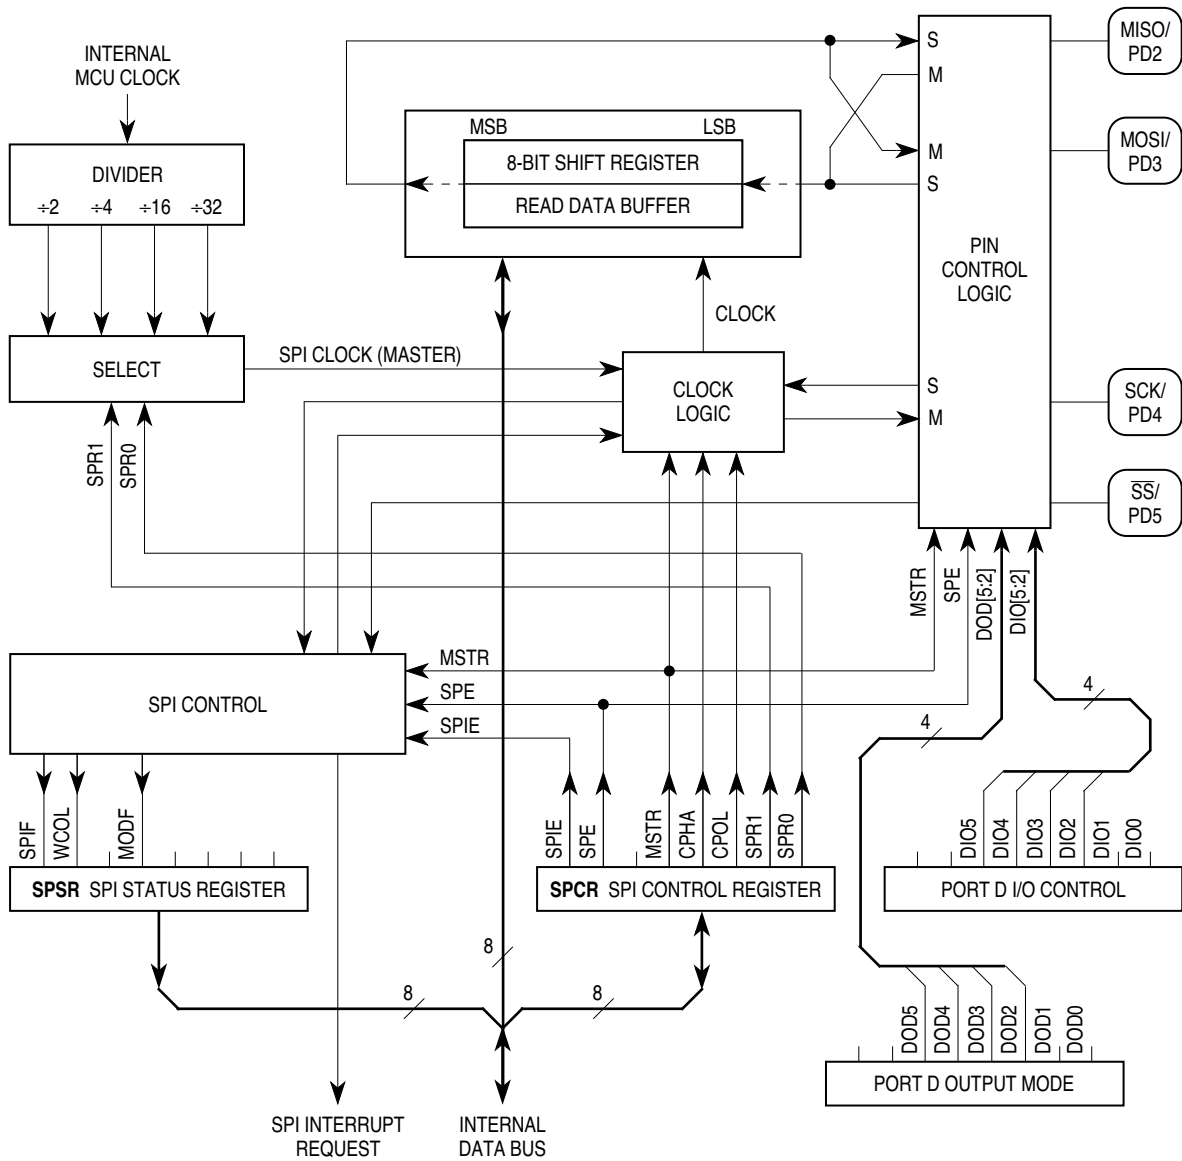 INTERNAL
MCU CLOCK
DIVIDER
÷2 ÷4 ÷16 ÷32
SELECT
SPR1
SPR0
SPI CLOCK (MASTER)
MSB LSB
8-BIT SHIFT REGISTER
READ DATA BUFFER
CLOCK
CLOCK
LOGIC
S
M
M
S
PIN
CONTROL
LOGIC
S
M
MISO/
PD2
MOSI/
PD3
SCK/
PD4
SS/
PD5
MSTR
SPE
DOD[5:2]
DIO[5:2]
4
4
SPI CONTROL
MSTR
SPE
SPIE
SPIF
WCOL
MODF
SPSR SPI STATUS REGISTER
SPIE
SPE
MSTR
CPHA
CPOL
SPR1
SPR0
SPCR SPI CONTROL REGISTER
DIO5
DIO4
DIO3
DIO2
DIO1
DIO0
PORT D I/O CONTROL
8
8
8
DOD5
DOD4
DOD3
DOD2
DOD1
DOD0
PORT D OUTPUT MODE
SPI INTERRUPT
REQUEST
INTERNAL
DATA BUS